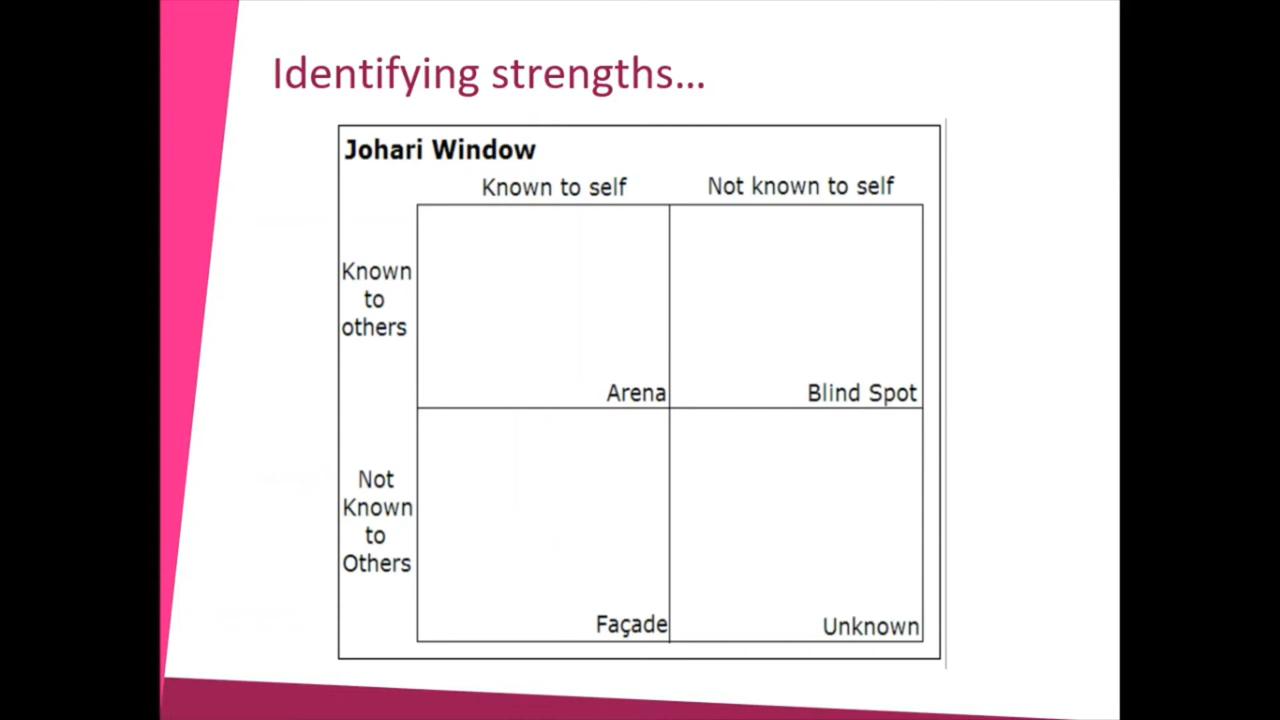 Identifying strengths...
Johari Window
Known to self
Not known to self
Known
to
others
Arena
Blind Spot
Not
Known
to
Others
Façade
Unknown